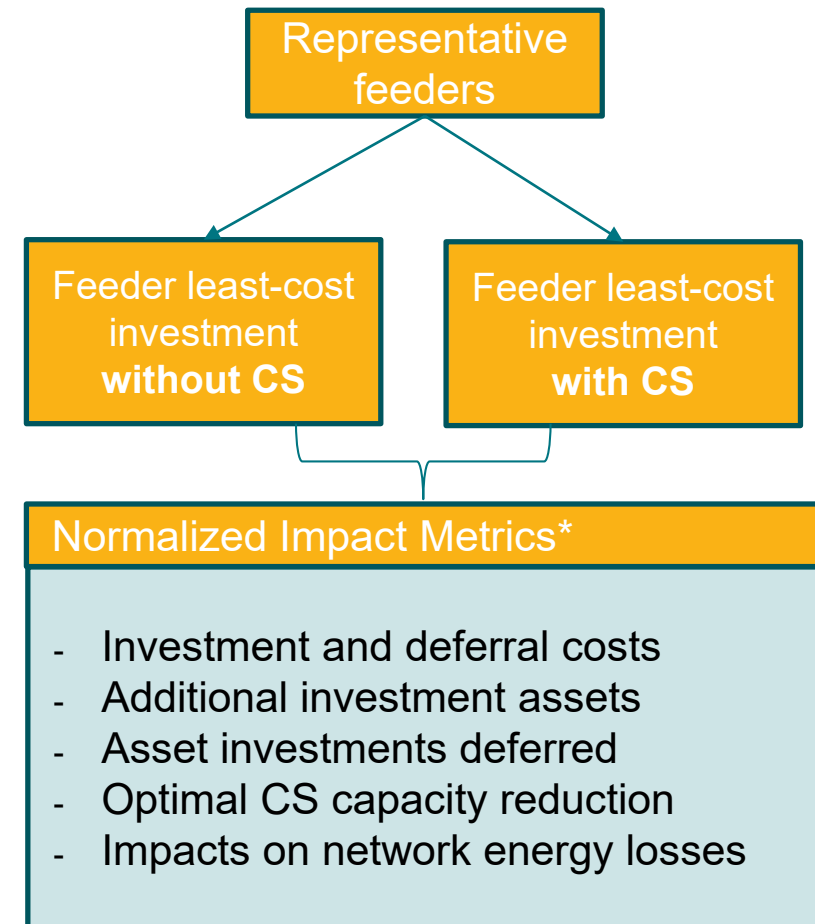 Representative
feeders
Feeder least-cost
investment
without CS
Feeder least-cost
investment
with CS
Normalized Impact Metrics*
- Investment and deferral costs
- Additional investment assets
- Asset investments deferred
- Optimal CS capacity reduction
- Impacts on network energy losses